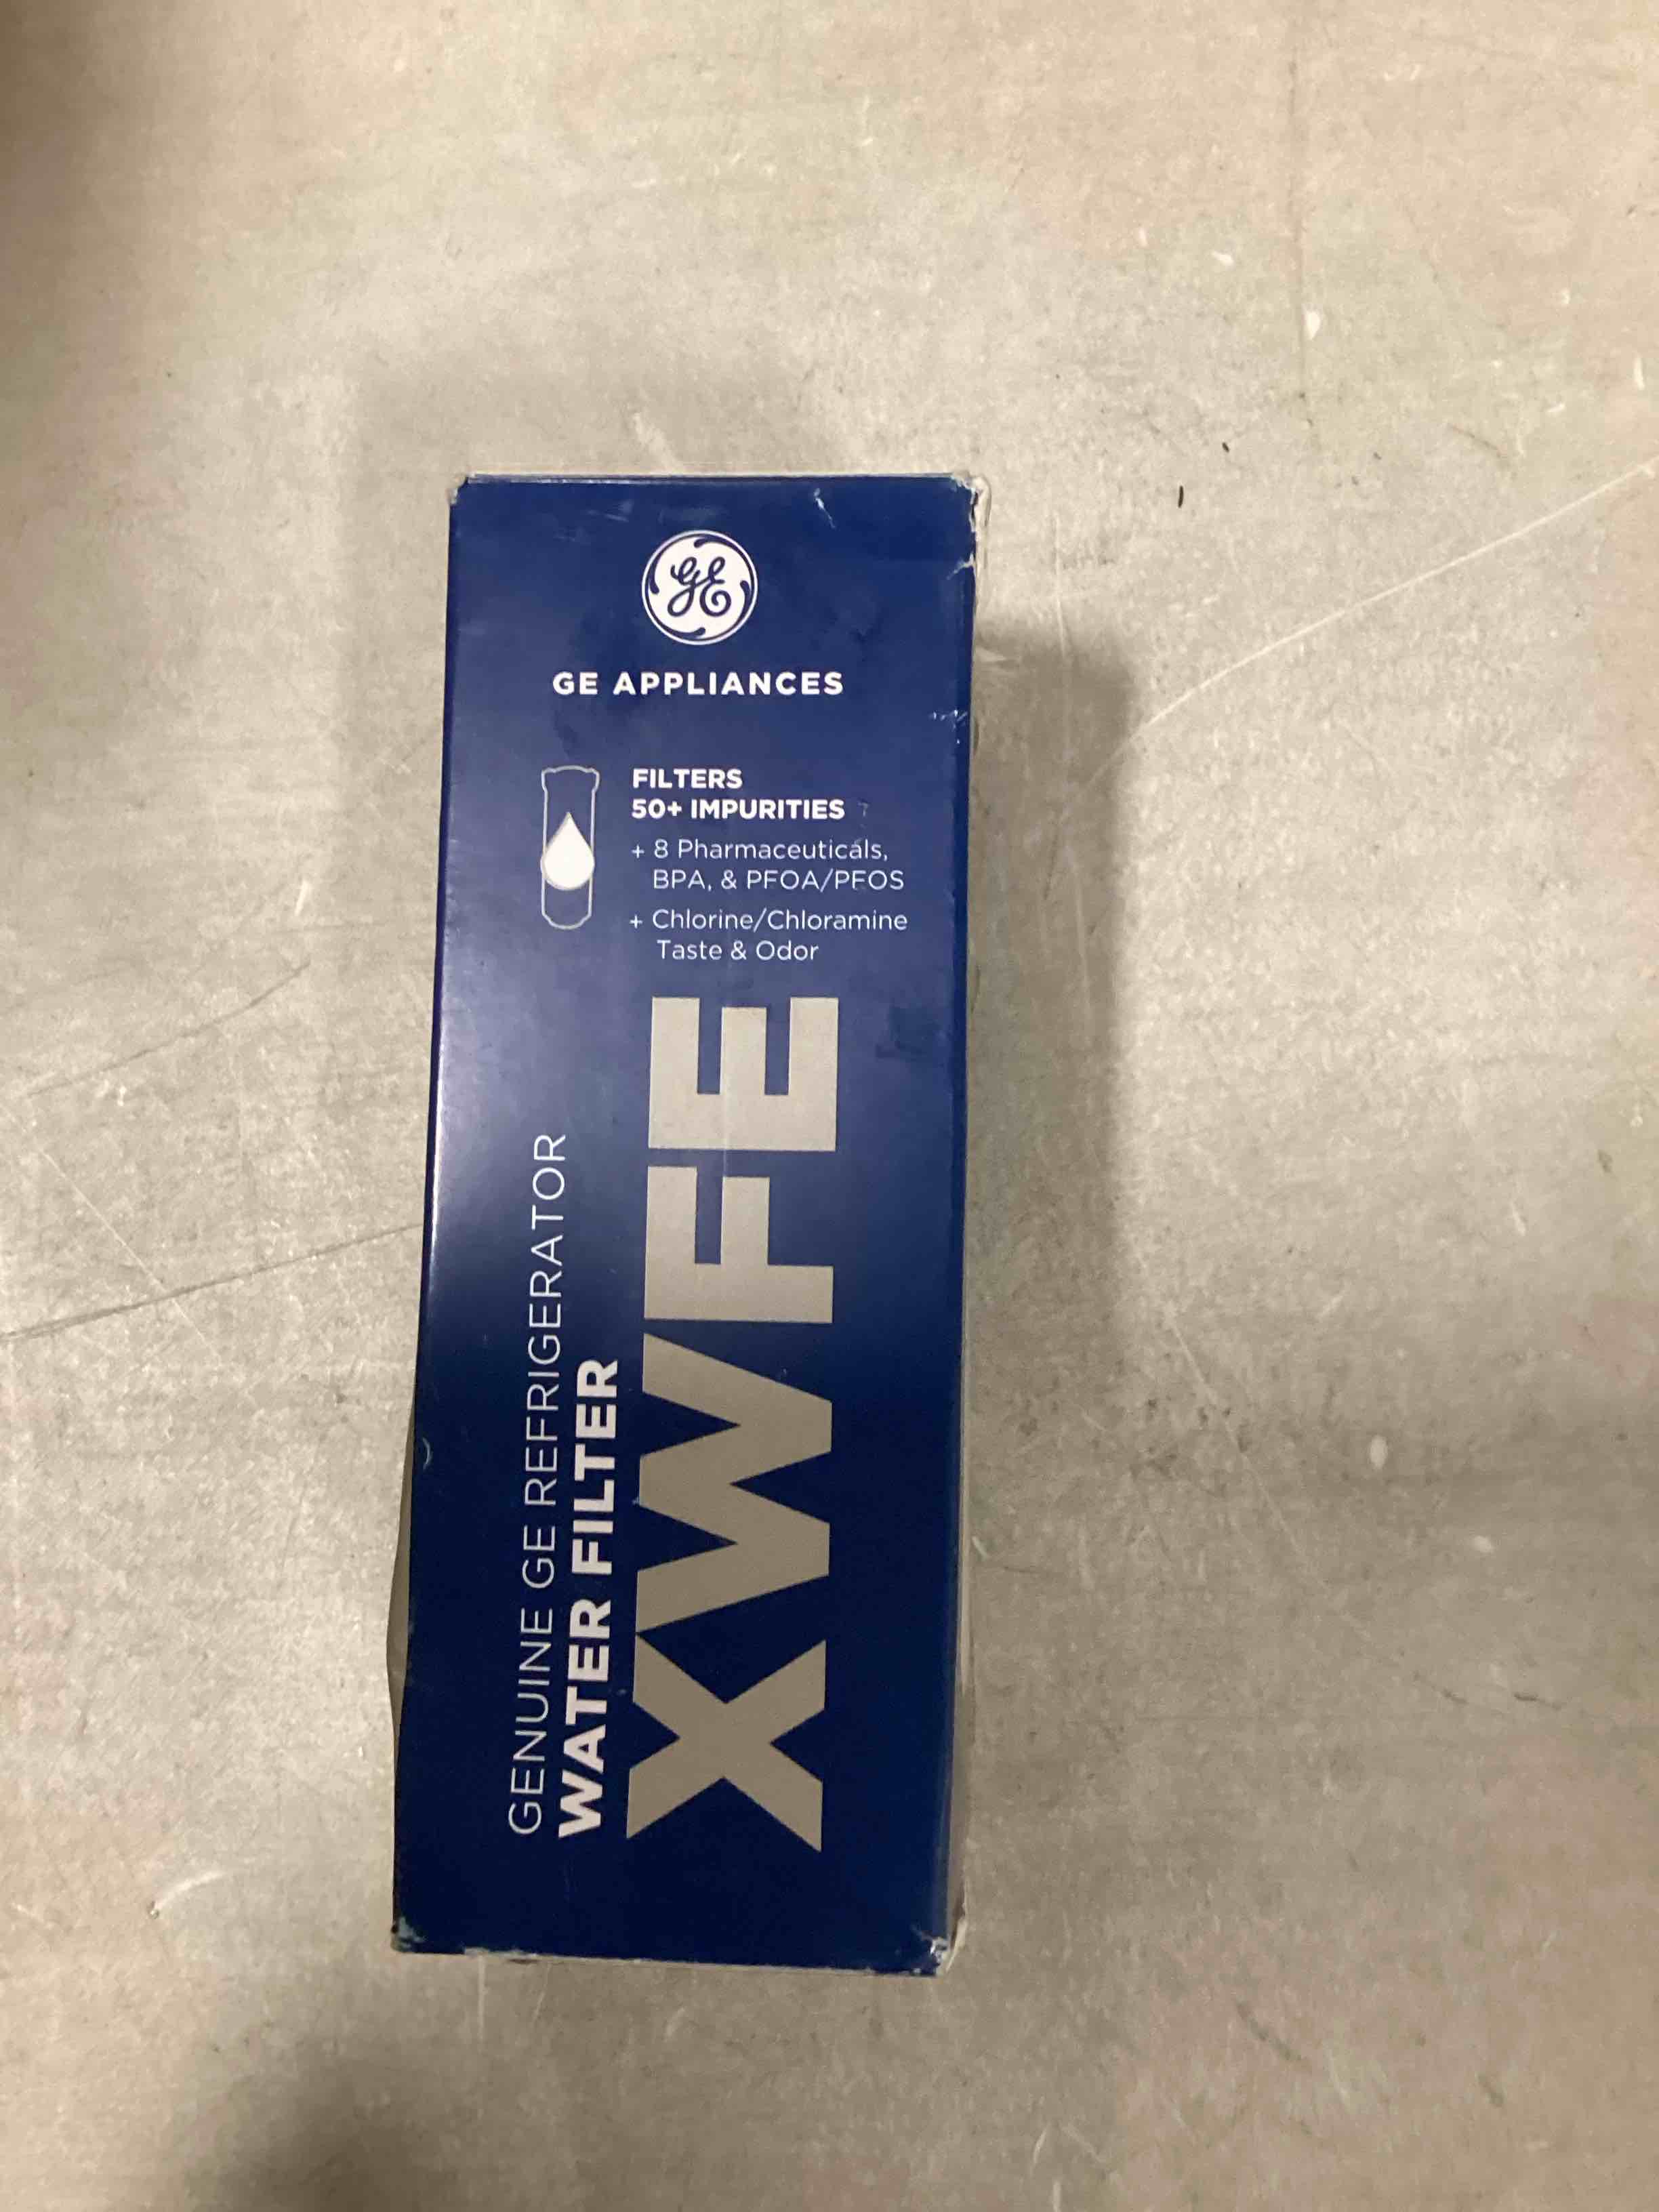 GE
GE APPLIANCES
FILTERS
50+ IMPURITIES
+ 8 Pharmaceuticals,
BPA, & PFOA/PFOS
+ Chlorine/Chloramine
Taste & Odor
GENUINE GE REFRIGERATOR
WATER FILTER
XWFE